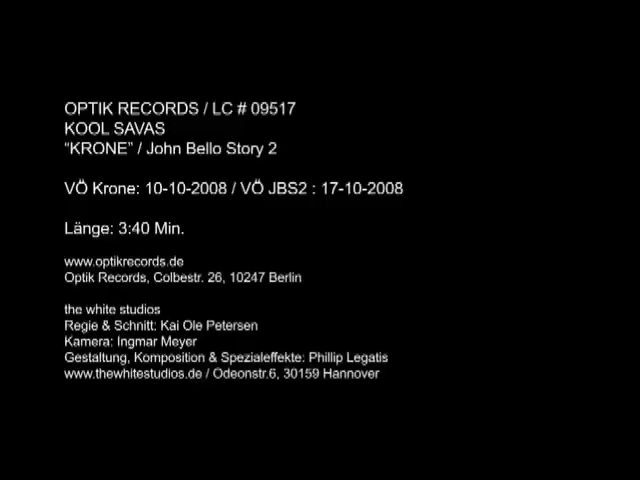 OPTIK RECORDS / LC # 09517
KOOL SAVAS
“KRONE” / John Bello Story 2
VÖ Krone: 10-10-2008 / VÖ JBS2 : 17-10-2008
Länge: 3:40 Min.
www.optikrecords.de
Optik Records, Colbestr. 26, 10247 Berlin
the white studios
Regie & Schnitt: Kai Ole Petersen
Kamera: Ingmar Meyer
Gestaltung, Komposition & Spezialeffekte: Phillip Legatis
www.thewhitestudios.de / Odeonstr.6, 30159 Hannover